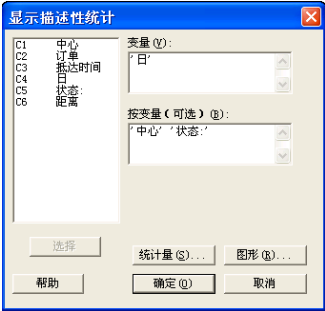 显示描述性统计
C1 中心
C2 订单
C3 抵达时间
C4 日
C5 状态:
C6 距离
变量(V):
'日'
按变量(可选)(B):
'中心' '状态:'
选择
统计量(S)...
图形(R)...
帮助
确定(O)
取消